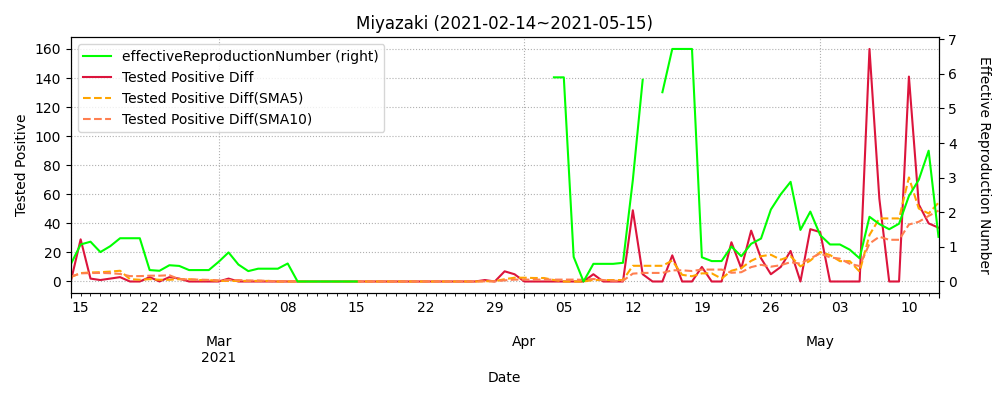 Miyazaki (2021-02-14~2021-05-15)
effectiveReproductionNumber (right)
Tested Positive Diff
Tested Positive Diff(SMA5)
Tested Positive Diff(SMA10)
Tested Positive
160
140
120
100
80
60
40
20
0
Effective Reproduction Number
7
6
5
4
3
2
1
0
15 22 08 15 22 29 05 12 19 26 03 10
Mar Apr May
2021
Date